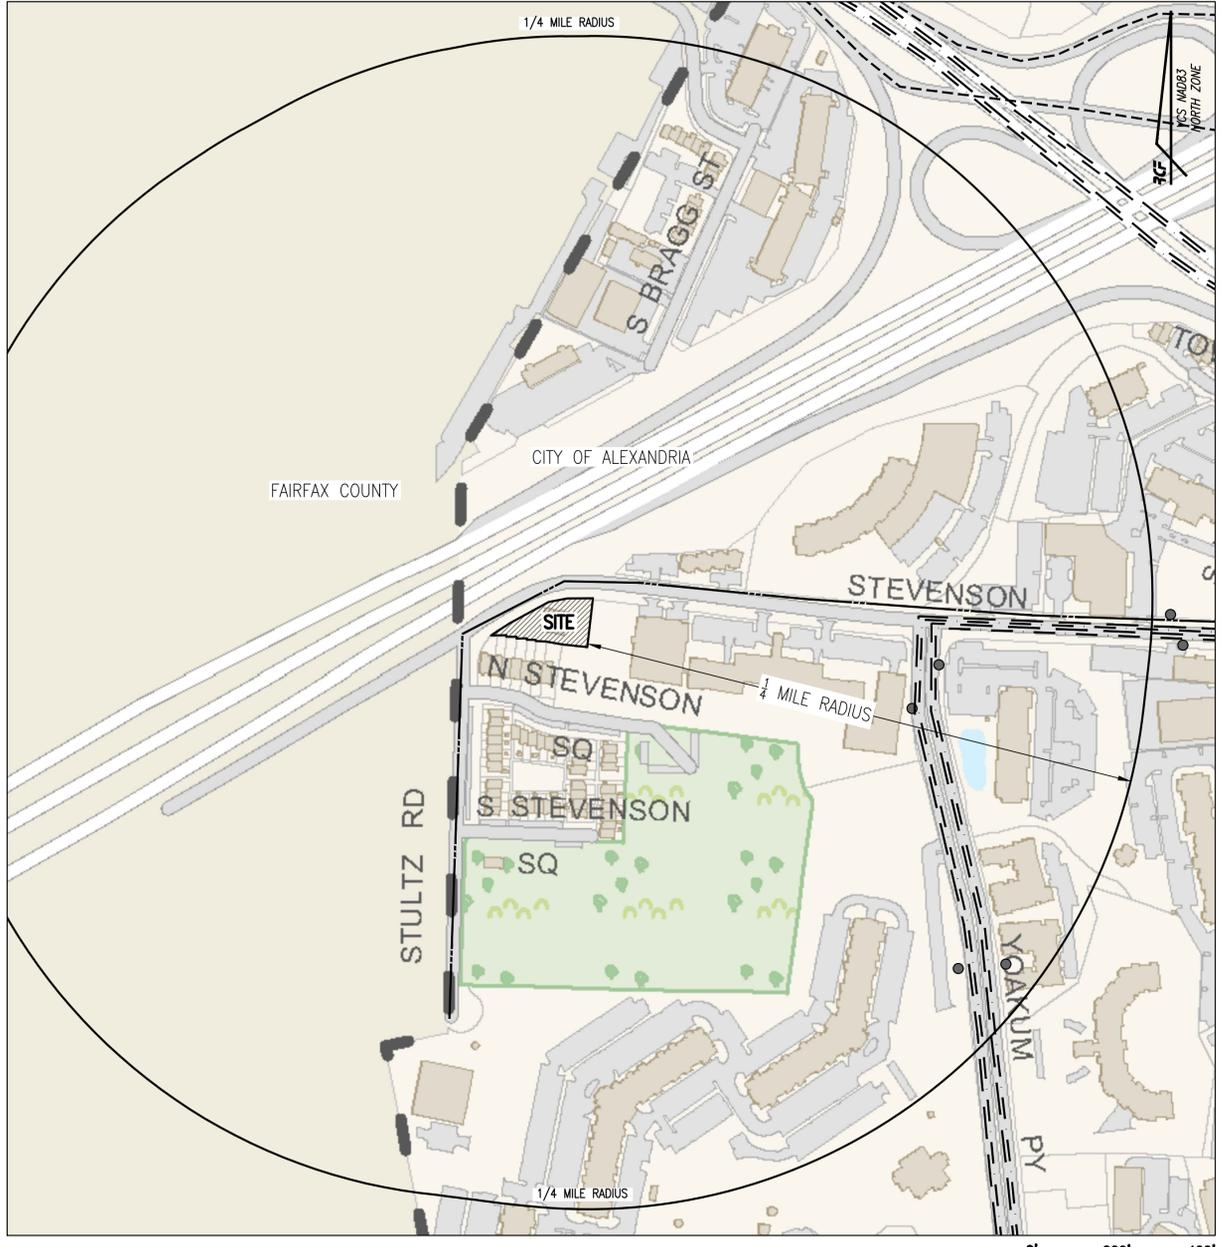 1/4 MILE RADIUS
VCS NAD83
NORTH ZONE
S BRAGG ST
CITY OF ALEXANDRIA
FAIRFAX COUNTY
STEVENSON
SITE
N STEVENSON
SQ
1/4 MILE RADIUS
S STEVENSON
SQ
STULTZ RD
YOAKUM
PY
1/4 MILE RADIUS